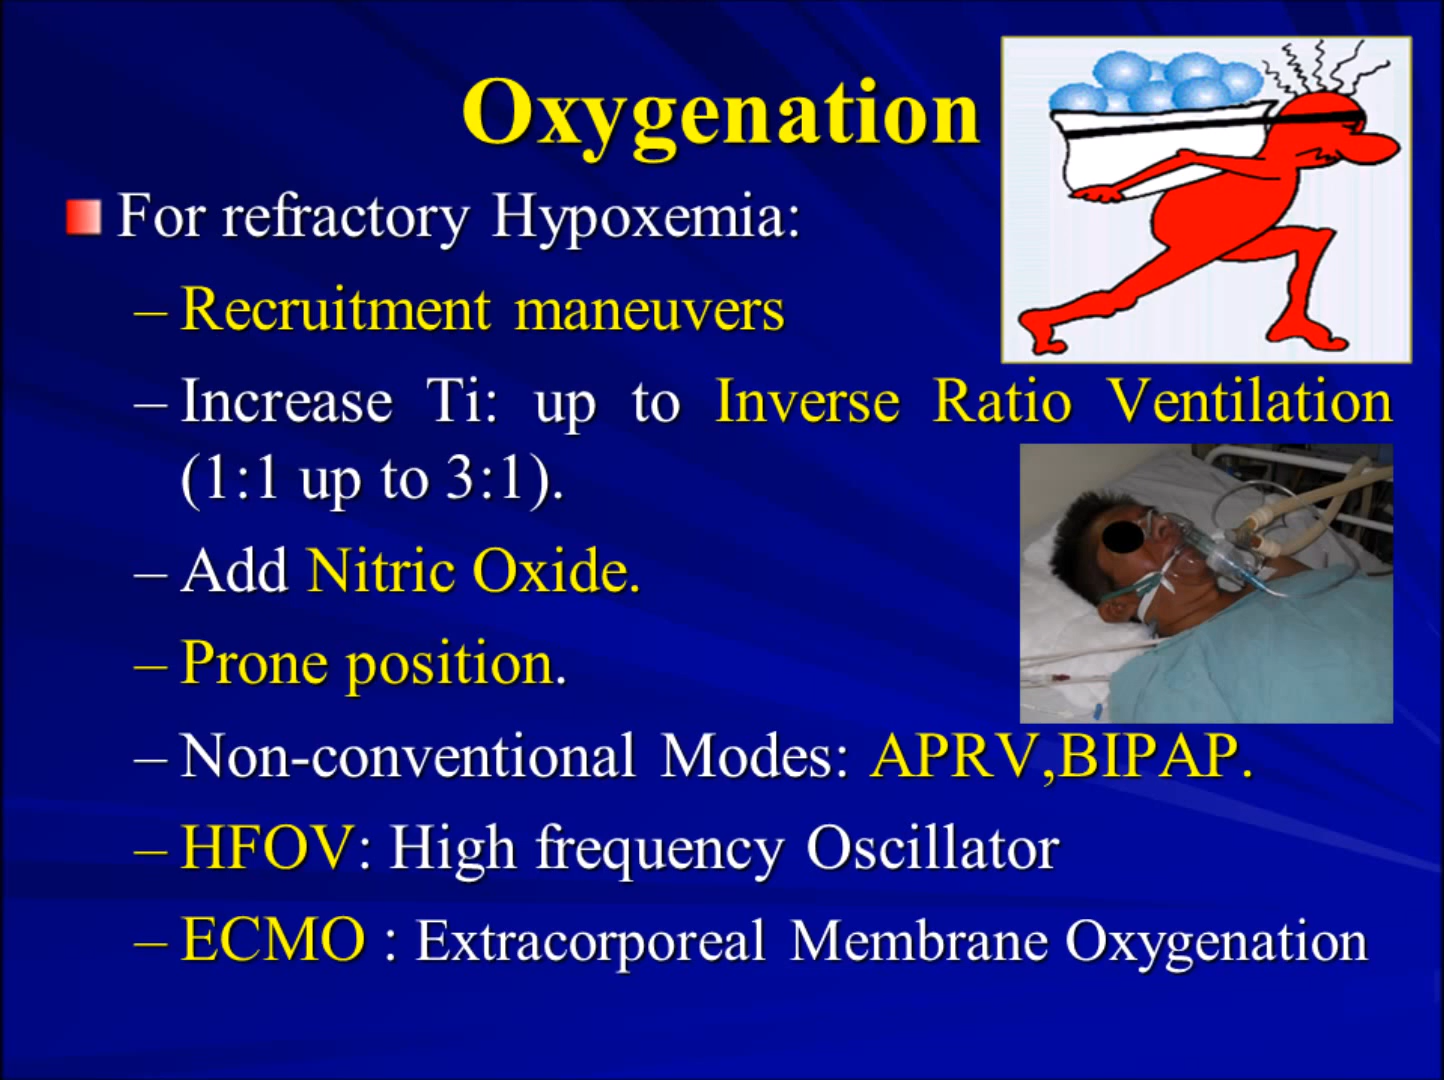 Oxygenation
For refractory Hypoxemia:
– Recruitment maneuvers
– Increase Ti: up to Inverse Ratio Ventilation
(1:1 up to 3:1).
– Add Nitric Oxide.
– Prone position.
– Non-conventional Modes: APRV,BIPAP.
– HFOV: High frequency Oscillator
– ECMO : Extracorporeal Membrane Oxygenation